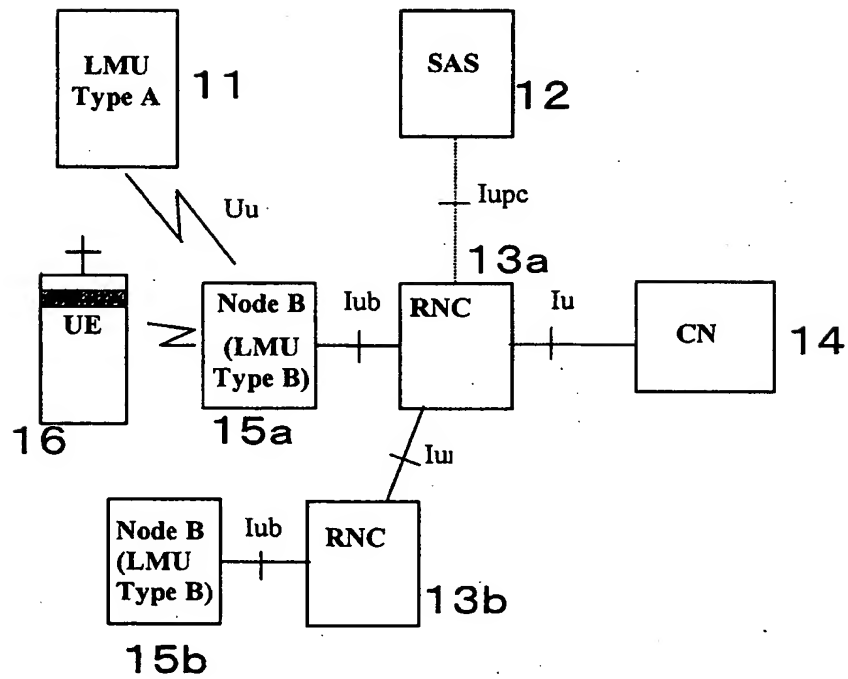 LMU
Type A
11
SAS
12
Uu
Iupc
13a
UE
16
Node B
(LMU
Type B)
15a
Iub
RNC
Iu
CN
14
Node B
(LMU
Type B)
15b
Iub
RNC
13b